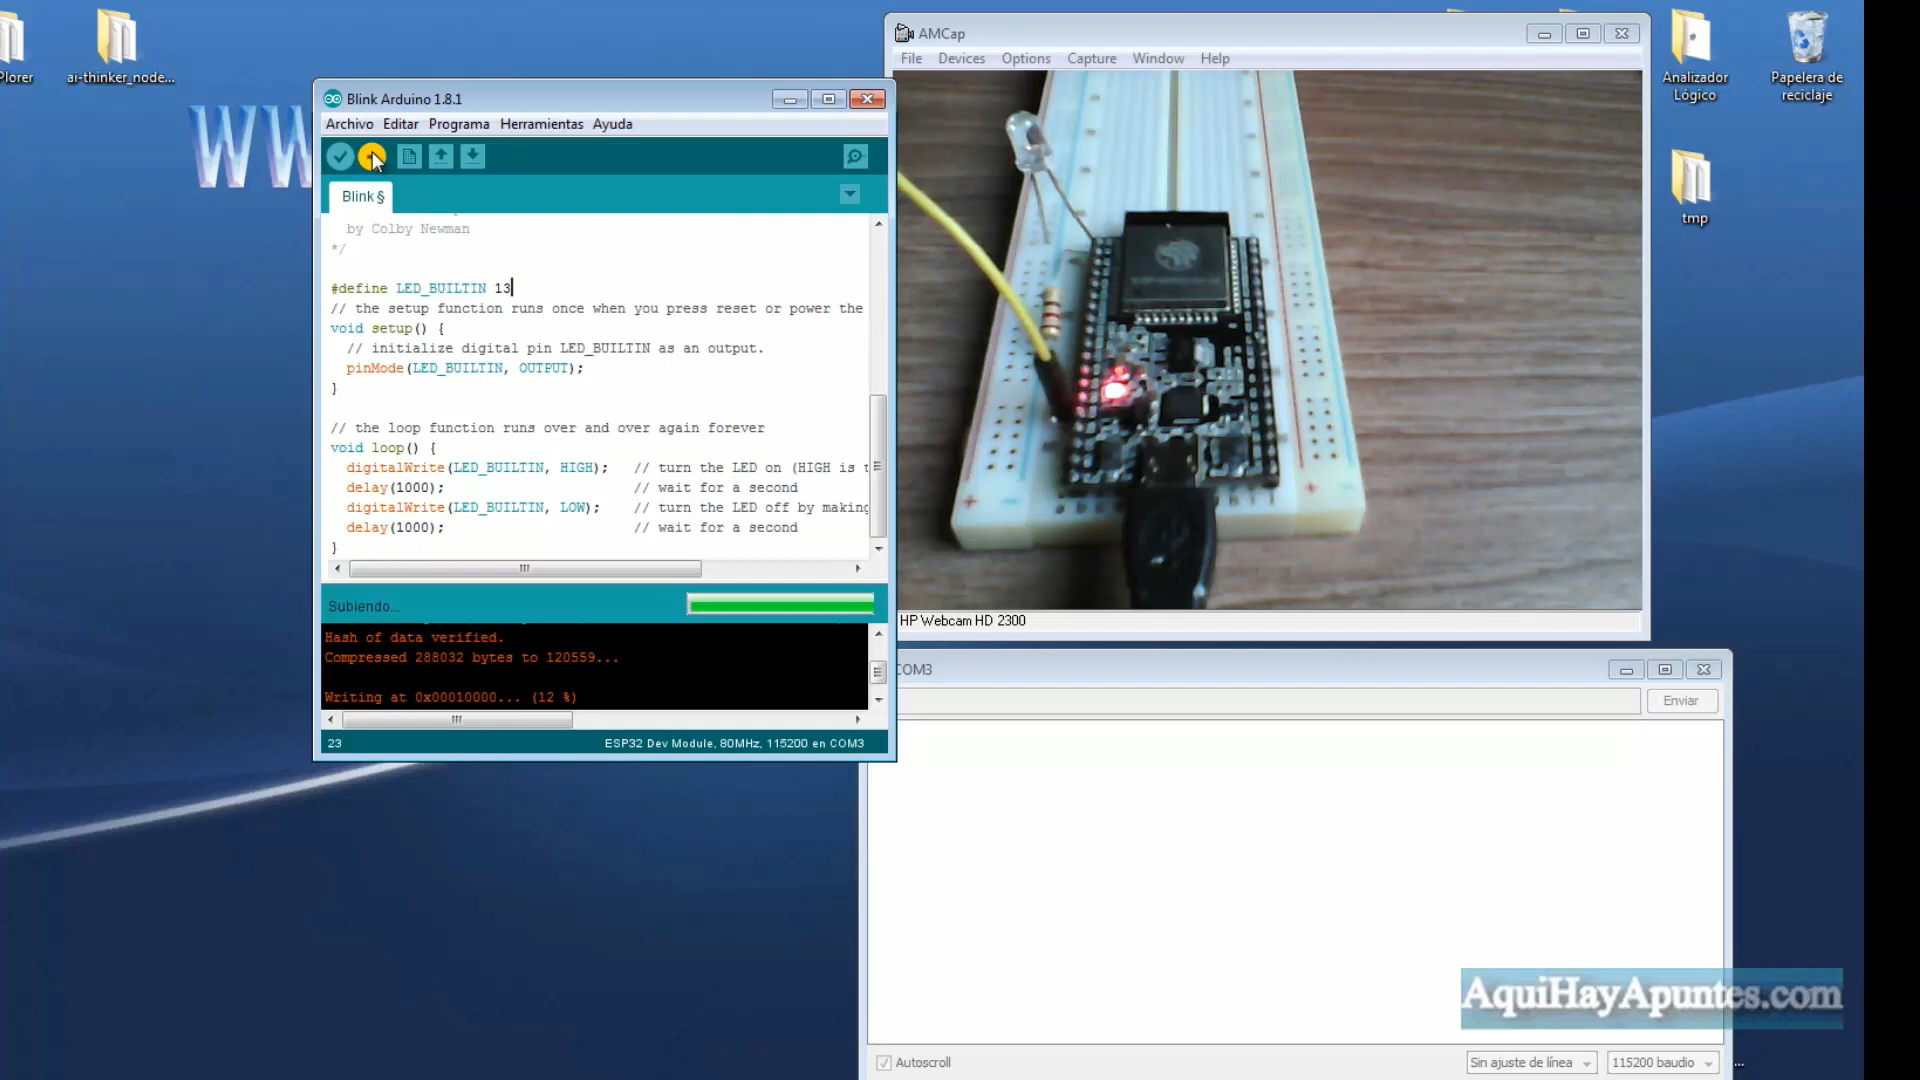 Plorer
ai-thinker_node...
WW
Blink Arduino 1.8.1
Archivo Editar Programa Herramientas Ayuda
Blink §
by Colby Newman
*/
#define LED_BUILTIN 13
// the setup function runs once when you press reset or power the
void setup() {
// initialize digital pin LED_BUILTIN as an output.
pinMode(LED_BUILTIN, OUTPUT);
}
// the loop function runs over and over again forever
void loop() {
digitalWrite(LED_BUILTIN, HIGH); // turn the LED on (HIGH is t
delay(1000); // wait for a second
digitalWrite(LED_BUILTIN, LOW); // turn the LED off by making
delay(1000); // wait for a second
}
Subiendo...
Hash of data verified.
Compressed 288032 bytes to 120559...
Writing at 0x00010000... (12 %)
23
ESP32 Dev Module, 80MHz, 115200 en COM3
AMCap
File Devices Options Capture Window Help
HP Webcam HD 2300
COM3
Enviar
Autoscroll
Sin ajuste de línea
115200 baudio
...
Analizador
Lógico
Papelera de
reciclaje
tmp
AquiHayApuntes.com